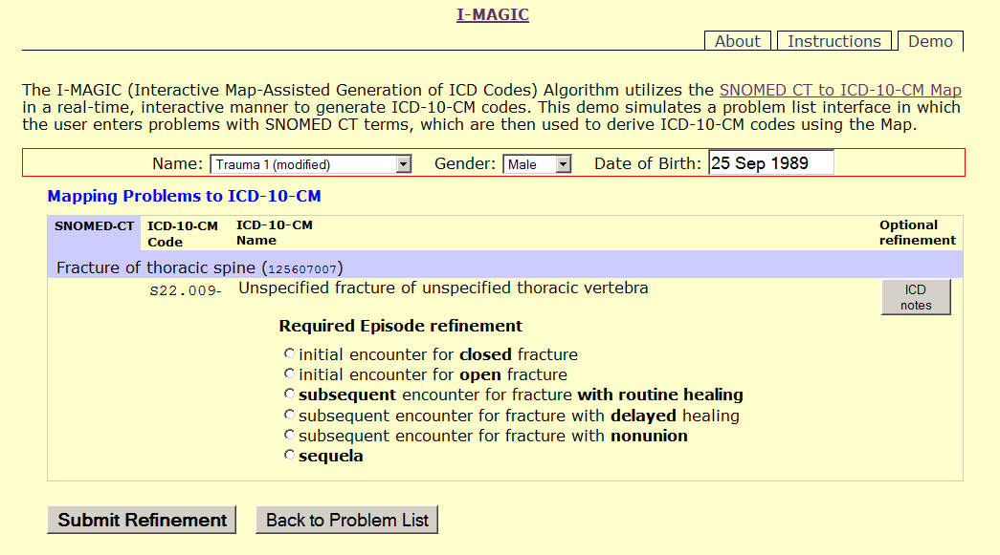 I-MAGIC
About Instructions Demo
The I-MAGIC (Interactive Map-Assisted Generation of ICD Codes) Algorithm utilizes the SNOMED CT to ICD-10-CM Map
in a real-time, interactive manner to generate ICD-10-CM codes. This demo simulates a problem list interface in which
the user enters problems with SNOMED CT terms, which are then used to derive ICD-10-CM codes using the Map.
Name: Trauma 1 (modified) Gender: Male Date of Birth: 25 Sep 1989
Mapping Problems to ICD-10-CM
SNOMED-CT ICD-10-CM ICD-10-CM Optional
Code Name refinement
Fracture of thoracic spine (125607007)
S22.009- Unspecified fracture of unspecified thoracic vertebra ICD
notes
Required Episode refinement
initial encounter for closed fracture
initial encounter for open fracture
subsequent encounter for fracture with routine healing
subsequent encounter for fracture with delayed healing
subsequent encounter for fracture with nonunion
sequela
Submit Refinement Back to Problem List